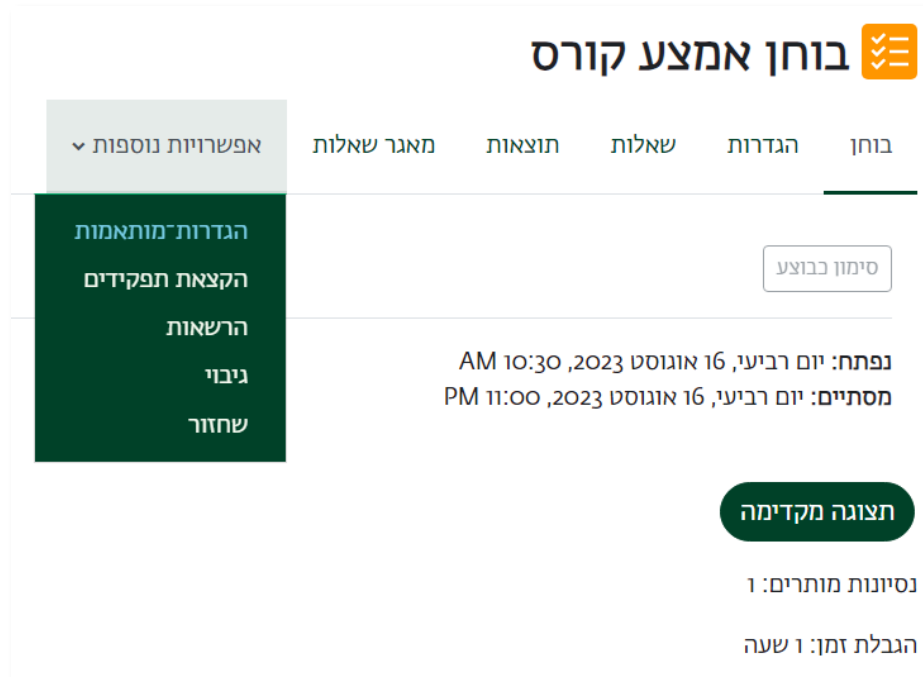 בוחן אמצע קורס
בוחן הגדרות שאלות תוצאות מאגר שאלות אפשרויות נוספות
הגדרות־מותאמות
הקצאת תפקידים
הרשאות
גיבוי
שחזור
סימון כבוצע
נפתח: יום רביעי, 16 אוגוסט 2023, 10:30 AM
מסתיים: יום רביעי, 16 אוגוסט 2023, 11:00 PM
תצוגה מקדימה
נסיונות מותרים: 1
הגבלת זמן: 1 שעה